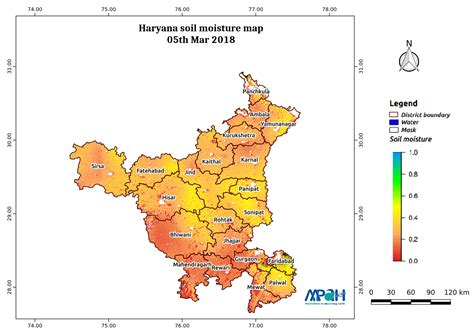 Haryana soil moisture map
05th Mar 2018
74.00 75.00 76.00 77.00 78.00
31.00 31.00
30.00 30.00
29.00 29.00
28.00 28.00
74.00 75.00 76.00 77.00 78.00
N
Panchkula
Ambala
Yamunanagar
Kurukshetra
Kaithal
Karnal
Sirsa
Fatehabad
Jind
Panipat
Hisar
Sonipat
Rohtak
Bhiwani
Jhajjar
Gurgaon
Faridabad
Mahendragarh
Rewari
Mewat
Palwal
Legend
District boundary
Water
Mask
Soil moisture
1.0
0.8
0.6
0.4
0.2
0.0
0 30 60 90 120 km